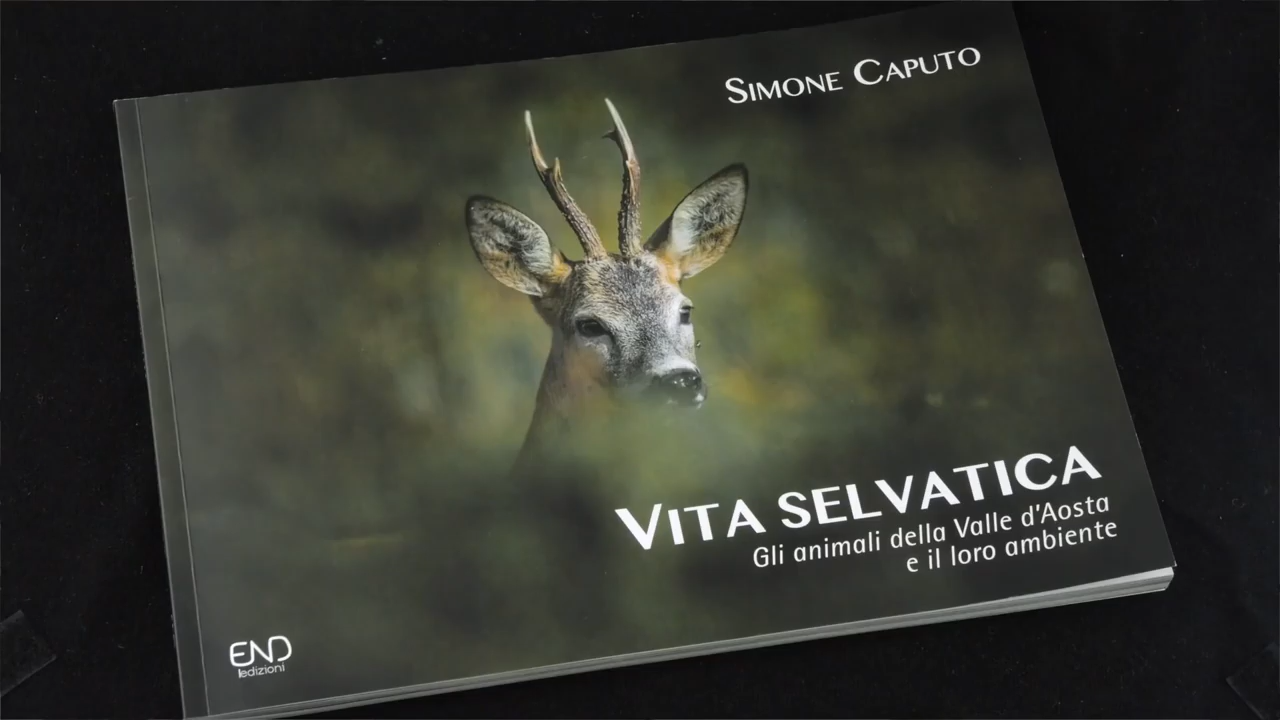 SIMONE CAPUTO
VITA SELVATICA
Gli animali della Valle d'Aosta
e il loro ambiente
END
edizioni